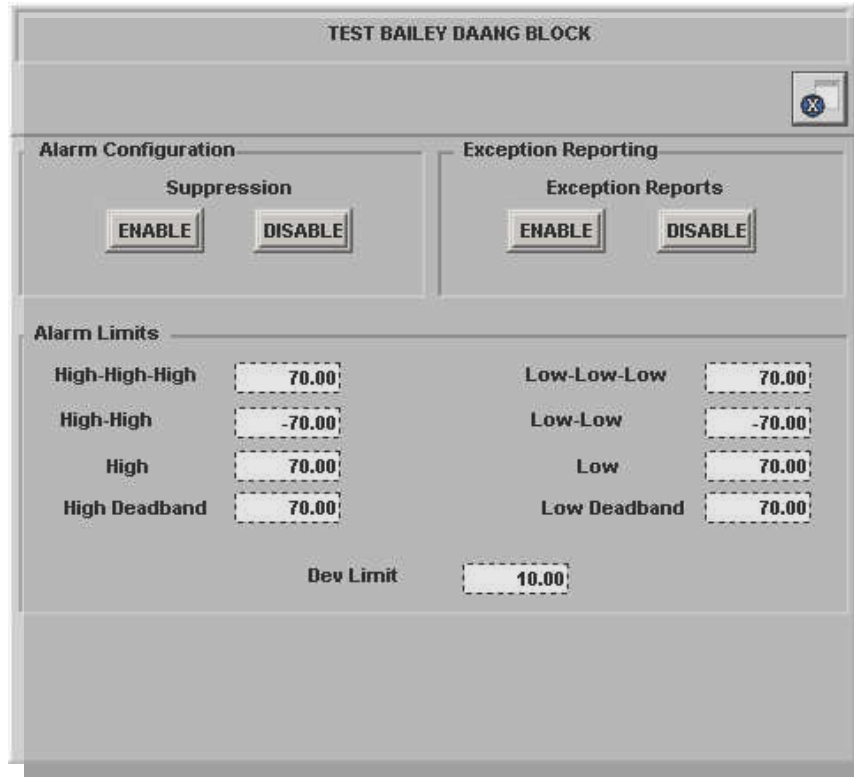 TEST BAILEY DAANG BLOCK
X
Alarm Configuration
Suppression
ENABLE DISABLE
Exception Reporting
Exception Reports
ENABLE DISABLE
Alarm Limits
High-High-High 70.00 Low-Low-Low 70.00
High-High -70.00 Low-Low -70.00
High 70.00 Low 70.00
High Deadband 70.00 Low Deadband 70.00
Dev Limit 10.00